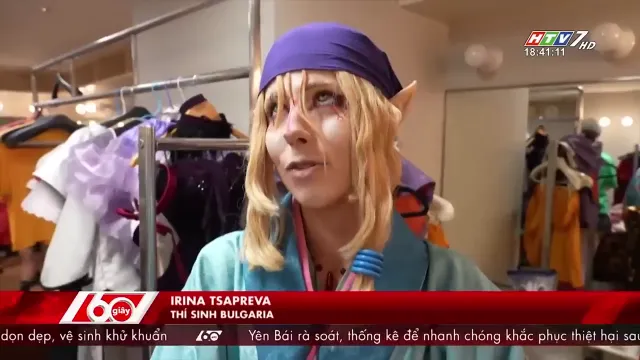 HTV7 HD
18:41:11
IRINA TSAPREVA
60 giây
THÍ SINH BULGARIA
dọn dẹp, vệ sinh khử khuẩn 60 Yên Bái rà soát, thống kê để nhanh chóng khắc phục thiệt hại sau